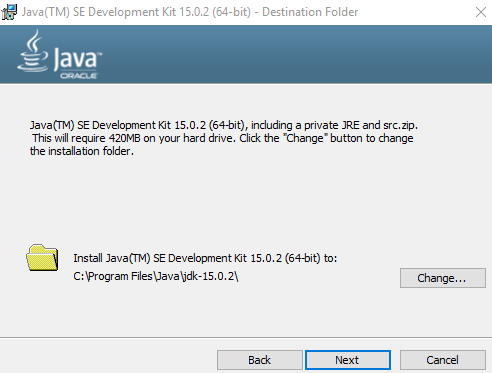 Java(TM) SE Development Kit 15.0.2 (64-bit) - Destination Folder
Java
ORACLE
Java(TM) SE Development Kit 15.0.2 (64-bit), including a private JRE and src.zip.
This will require 420MB on your hard drive. Click the "Change" button to change
the installation folder.
Install Java(TM) SE Development Kit 15.0.2 (64-bit) to:
C:\Program Files\Java\jdk-15.0.2\
Change...
Back Next Cancel